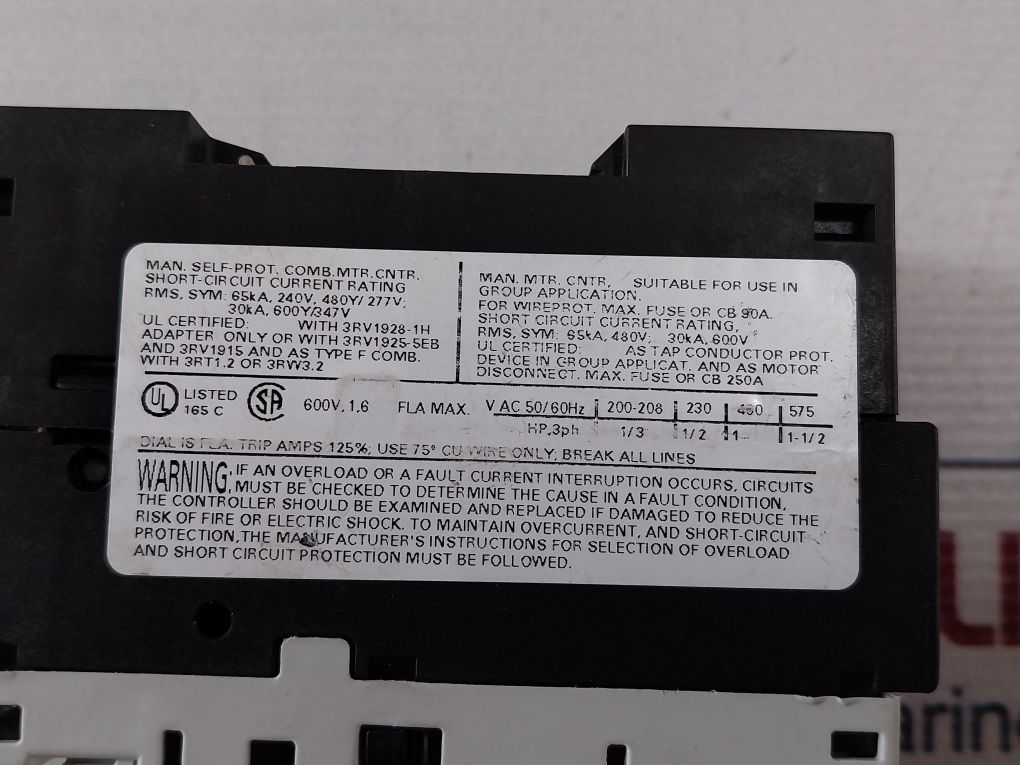 MAN. SELF-PROT. COMB.MTR.CNTR.
SHORT-CIRCUIT CURRENT RATING
RMS, SYM: 65kA, 240V, 480Y/ 277V;
30kA, 600Y/347V
UL CERTIFIED: WITH 3RV1928-1H
ADAPTER ONLY OR WITH 3RV1925-5EB
AND 3RV1915 AND AS TYPE F COMB.
WITH 3RT1.2 OR 3RW3.2
MAN. MTR. CNTR, SUITABLE FOR USE IN
GROUP APPLICATION.
FOR WIREPROT. MAX. FUSE OR CB 90A.
SHORT CIRCUIT CURRENT RATING,
RMS, SYM: 65kA, 480V; 30kA, 600V
UL CERTIFIED: AS TAP CONDUCTOR PROT.
DEVICE IN GROUP APPLICAT. AND AS MOTOR
DISCONNECT. MAX. FUSE OR CB 250A
UL LISTED 165 C
SA 600V, 1,6 FLA MAX.
V AC 50/60Hz 200-208 230 460 575
HP,3ph 1/3 1/2 1 1-1/2
DIAL IS FLA. TRIP AMPS 125%; USE 75° CU WIRE ONLY; BREAK ALL LINES
WARNING: IF AN OVERLOAD OR A FAULT CURRENT INTERRUPTION OCCURS, CIRCUITS
MUST BE CHECKED TO DETERMINE THE CAUSE IN A FAULT CONDITION,
THE CONTROLLER SHOULD BE EXAMINED AND REPLACED IF DAMAGED TO REDUCE THE
RISK OF FIRE OR ELECTRIC SHOCK. TO MAINTAIN OVERCURRENT, AND SHORT-CIRCUIT
PROTECTION,THE MANUFACTURER'S INSTRUCTIONS FOR SELECTION OF OVERLOAD
AND SHORT CIRCUIT PROTECTION MUST BE FOLLOWED.